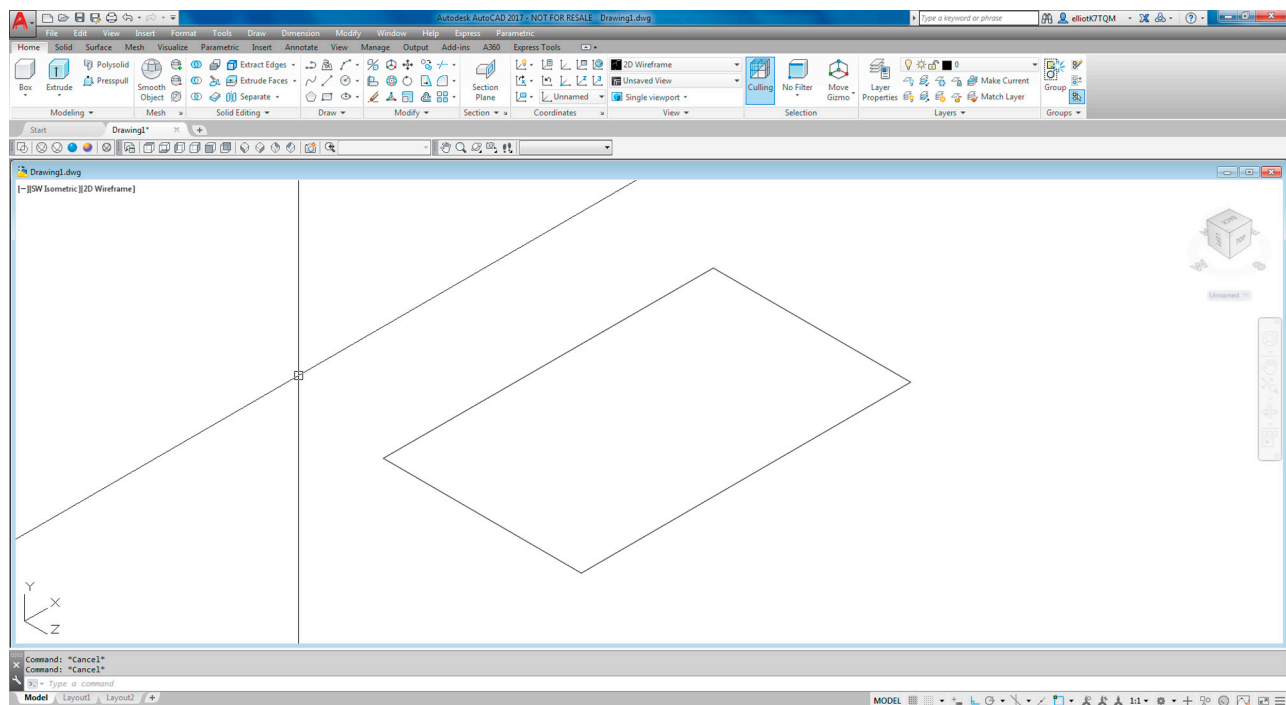 A Autodesk AutoCAD 2017 - NOT FOR RESALE Drawing1.dwg Type a keyword or phrase elliotK7TQM
File Edit View Insert Format Tools Draw Dimension Modify Window Help Express Parametric
Home Solid Surface Mesh Visualize Parametric Insert Annotate View Manage Output Add-ins A360 Express Tools
Polysolid Extract Edges 2D Wireframe 0
Presspull Extrude Faces Unsaved View Make Current
Box Extrude Smooth Object Separate Section Plane Unnamed Single viewport Culling No Filter Move Gizmo Layer Properties Match Layer Group
Modeling Mesh Solid Editing Draw Modify Section Coordinates View Selection Layers Groups
Start Drawing1*
Drawing1.dwg
[−][SW Isometric][2D Wireframe]
BACK
TOP
Unnamed
Y
X
Z
Command: *Cancel*
Command: *Cancel*
Type a command
Model Layout1 Layout2 + MODEL 1:1